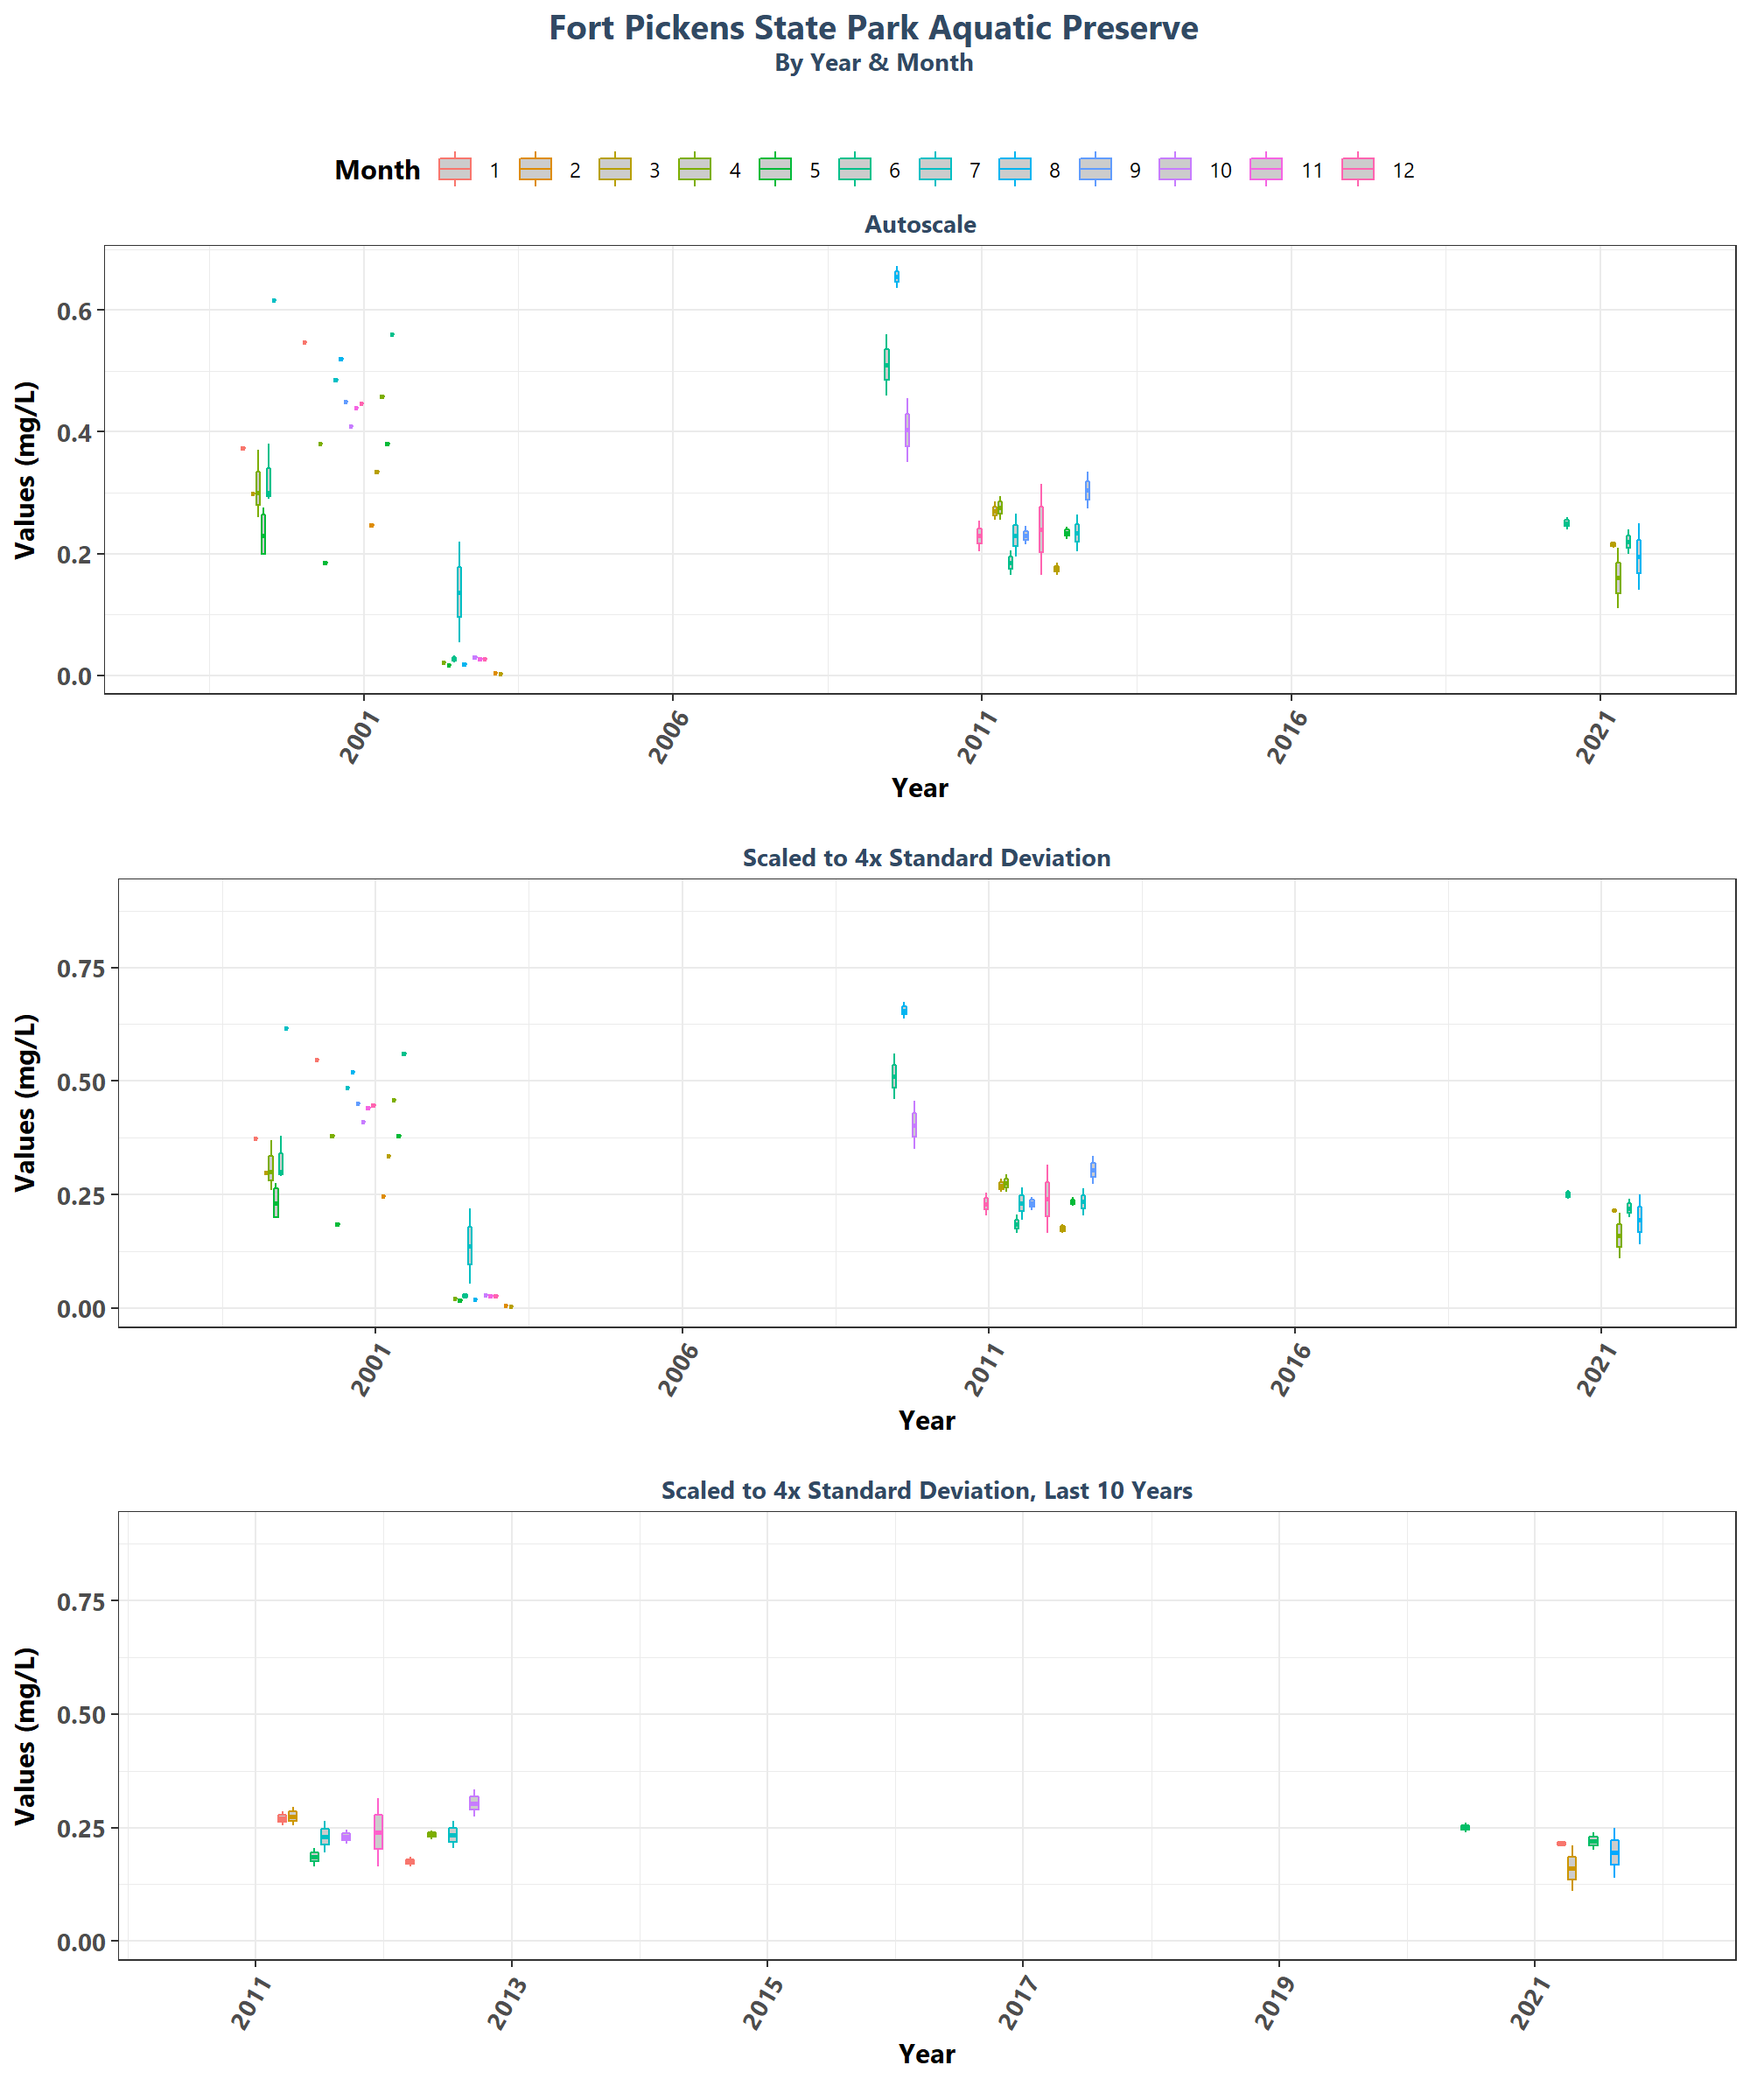 Fort Pickens State Park Aquatic Preserve
By Year & Month
Month 1 2 3 4 5 6 7 8 9 10 11 12
Autoscale
Values (mg/L)
0.6
0.4
0.2
0.0
2001 2006 2011 2016 2021
Year
Scaled to 4x Standard Deviation
Values (mg/L)
0.75
0.50
0.25
0.00
2001 2006 2011 2016 2021
Year
Scaled to 4x Standard Deviation, Last 10 Years
Values (mg/L)
0.75
0.50
0.25
0.00
2011 2013 2015 2017 2019 2021
Year